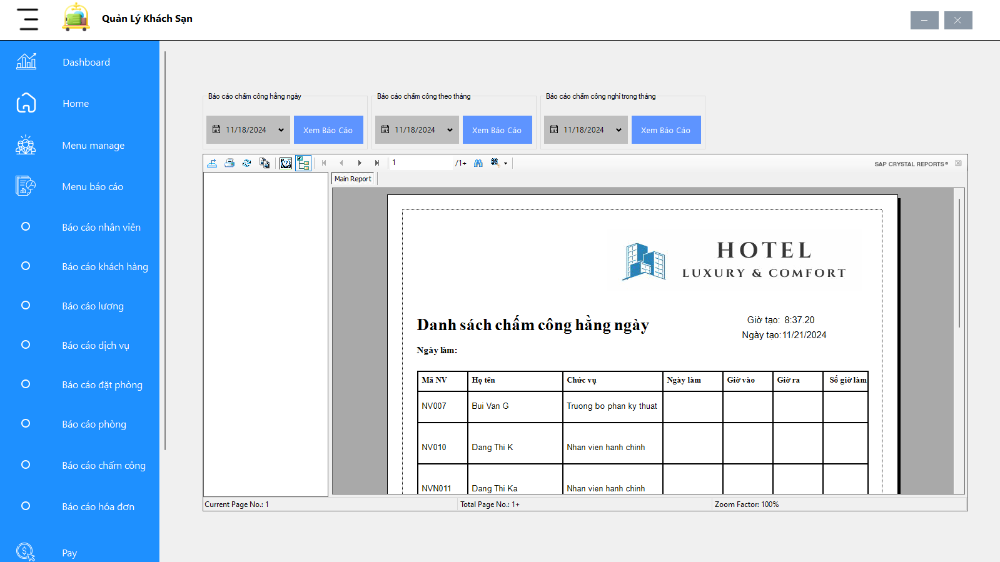 Quản Lý Khách Sạn
Dashboard
Home
Menu manage
Menu báo cáo
Báo cáo nhân viên
Báo cáo khách hàng
Báo cáo lương
Báo cáo dịch vụ
Báo cáo đặt phòng
Báo cáo phòng
Báo cáo chấm công
Báo cáo hóa đơn
Pay
Báo cáo chấm công hằng ngày
11/18/2024 Xem Báo Cáo
Báo cáo chấm công theo tháng
11/18/2024 Xem Báo Cáo
Báo cáo chấm công nghỉ trong tháng
11/18/2024 Xem Báo Cáo
1 /1+ SAP CRYSTAL REPORTS®
Main Report
HOTEL
LUXURY & COMFORT
Danh sách chấm công hằng ngày
Giờ tạo: 8:37.20
Ngày tạo:11/21/2024
Ngày làm:
Mã NV Họ tên Chức vụ Ngày làm Giờ vào Giờ ra Số giờ làm
NV007 Bui Van G Truong bo phan ky thuat
NV010 Dang Thi K Nhan vien hanh chinh
NVN011 Dang Thi Ka Nhan vien hanh chinh
Current Page No.: 1 Total Page No.: 1+ Zoom Factor: 100%